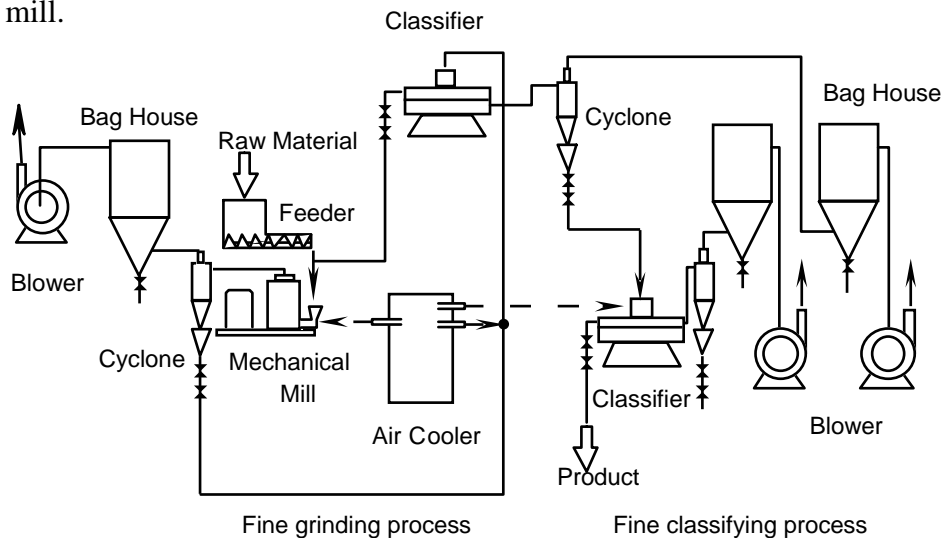 mill.
Classifier
Bag House
Cyclone
Bag House
Raw Material
Feeder
Blower
Cyclone
Mechanical
Mill
Air Cooler
Classifier
Blower
Product
Fine grinding process
Fine classifying process